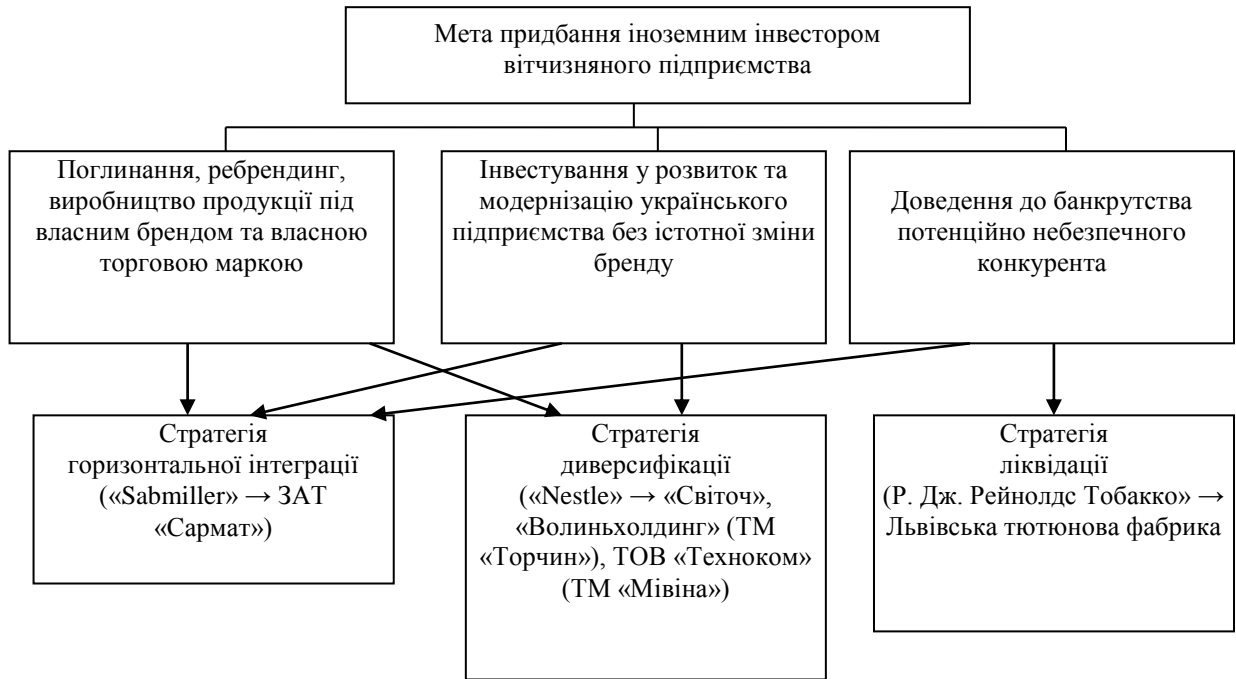 Мета придбання іноземним інвестором
вітчизняного підприємства
Поглинання, ребрендинг,
виробництво продукції під
власним брендом та власною
торговою маркою
Інвестування у розвиток та
модернізацію українського
підприємства без істотної зміни
бренду
Доведення до банкрутства
потенційно небезпечного
конкурента
Стратегія
горизонтальної інтеграції
(«Sabmiller» → ЗАТ
«Сармат»)
Стратегія
диверсифікації
(«Nestle» → «Світоч»,
«Волиньхолдинг» (ТМ
«Торчин»), ТОВ «Техноком»
(ТМ «Мівіна»)
Стратегія
ліквідації
(Р. Дж. Рейнолдс Тобакко» →
Львівська тютюнова фабрика